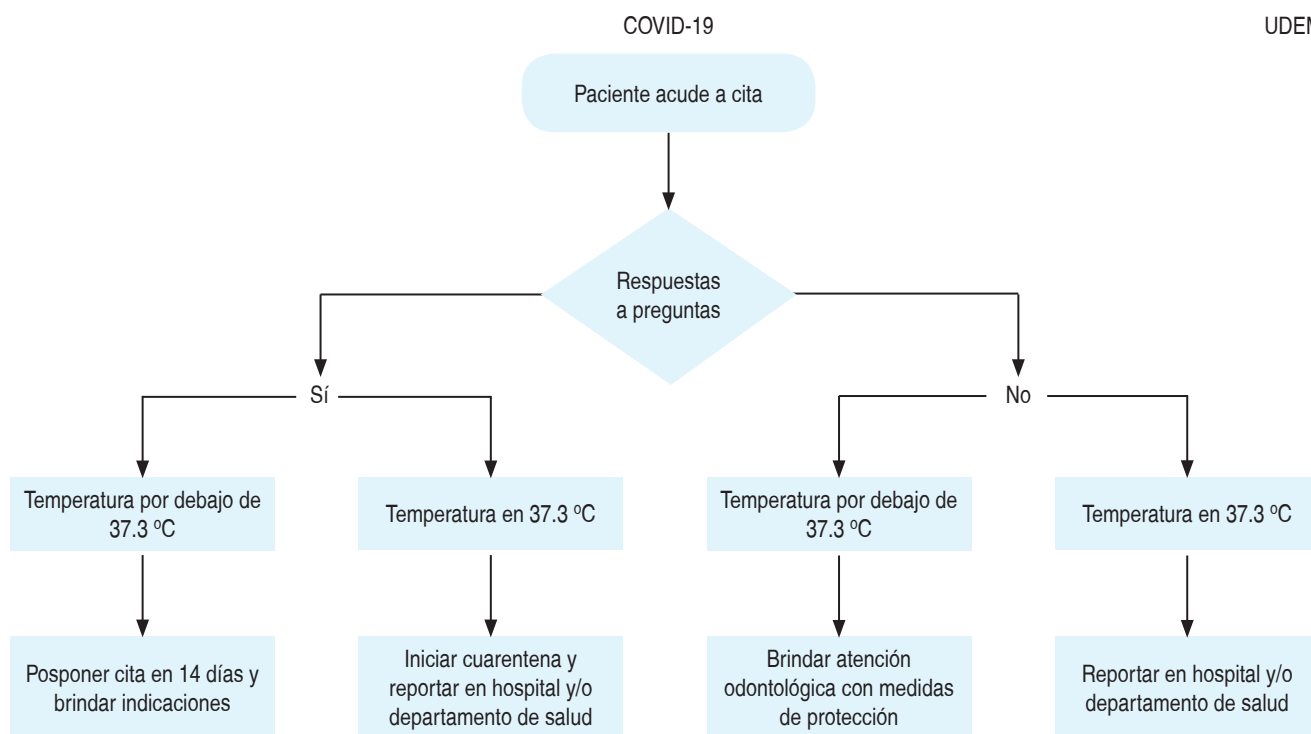 COVID-19
UDEM
Paciente acude a cita
Respuestas
a preguntas
Sí
No
Temperatura por debajo de
37.3 ºC
Temperatura en 37.3 ºC
Temperatura por debajo de
37.3 ºC
Temperatura en 37.3 ºC
Posponer cita en 14 días y
brindar indicaciones
Iniciar cuarentena y
reportar en hospital y/o
departamento de salud
Brindar atención
odontológica con medidas
de protección
Reportar en hospital y/o
departamento de salud